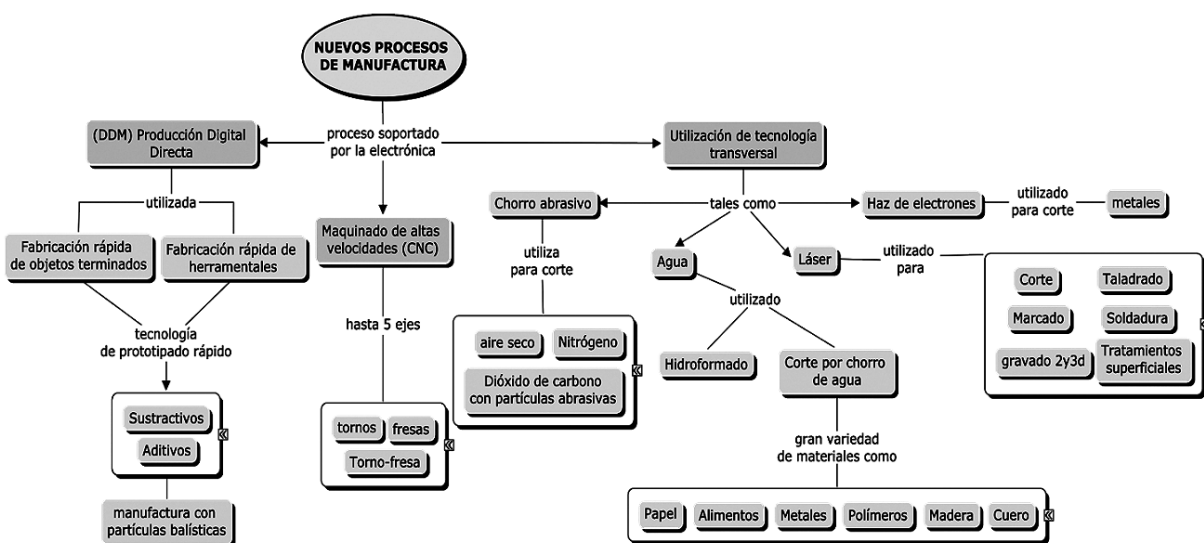 NUEVOS PROCESOS
DE MANUFACTURA
(DDM) Producción Digital
Directa
proceso soportado
por la electrónica
Utilización de tecnología
transversal
utilizada
Fabricación rápida
de objetos terminados
Fabricación rápida de
herramentales
tecnología
de prototipado rápido
Sustractivos
Aditivos
manufactura con
partículas balísticas
Maquinado de altas
velocidades (CNC)
hasta 5 ejes
tornos
fresas
Torno-fresa
tales como
Chorro abrasivo
utiliza
para corte
aire seco
Nitrógeno
Dióxido de carbono
con partículas abrasivas
Agua
utilizado
Hidroformado
Corte por chorro
de agua
gran variedad
de materiales como
Papel
Alimentos
Metales
Polímeros
Madera
Cuero
Láser
utilizado
para
Corte
Taladrado
Marcado
Soldadura
gravado 2y3d
Tratamientos
superficiales
Haz de electrones
utilizado
para corte
metales